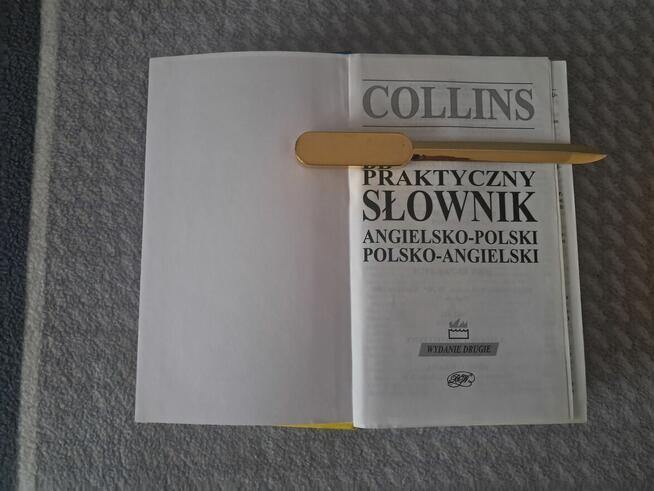 COLLINS
PRAKTYCZNY
SŁOWNIK
ANGIELSKO-POLSKI
POLSKO-ANGIELSKI
WYDANIE DRUGIE